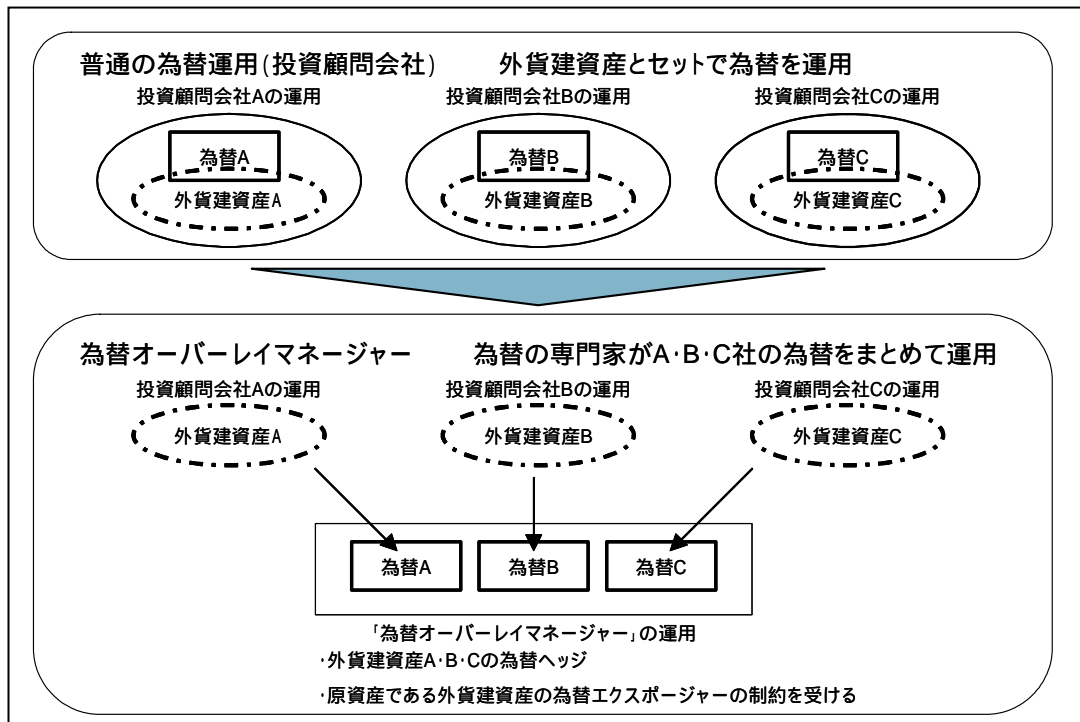 普通の為替運用(投資顧問会社)　外貨建資産とセットで為替を運用
投資顧問会社Aの運用　投資顧問会社Bの運用　投資顧問会社Cの運用
為替A　為替B　為替C
外貨建資産A　外貨建資産B　外貨建資産C
為替オーバーレイマネージャー　為替の専門家がA・B・C社の為替をまとめて運用
投資顧問会社Aの運用　投資顧問会社Bの運用　投資顧問会社Cの運用
外貨建資産A　外貨建資産B　外貨建資産C
為替A　為替B　為替C
「為替オーバーレイマネージャー」の運用
・外貨建資産A・B・Cの為替ヘッジ
・原資産である外貨建資産の為替エクスポージャーの制約を受ける